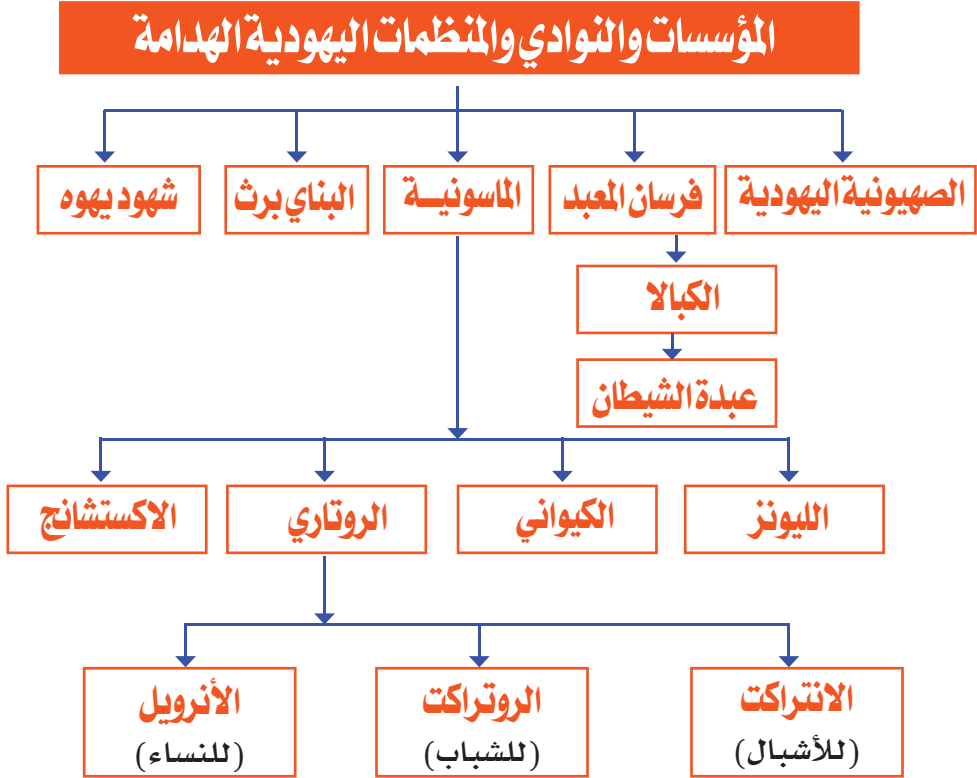 المؤسسات والنوادي والمنظمات اليهودية الهدامة
الصهيونية اليهودية
فرسان المعبد
الماسونيــة
البناي برث
شهود يهوه
الكبالا
عبدة الشيطان
الليونز
الكيواني
الروتاري
الاكستشانج
الانتراكت
(للأشبال)
الروتراكت
(للشباب)
الأنرويل
(للنساء)